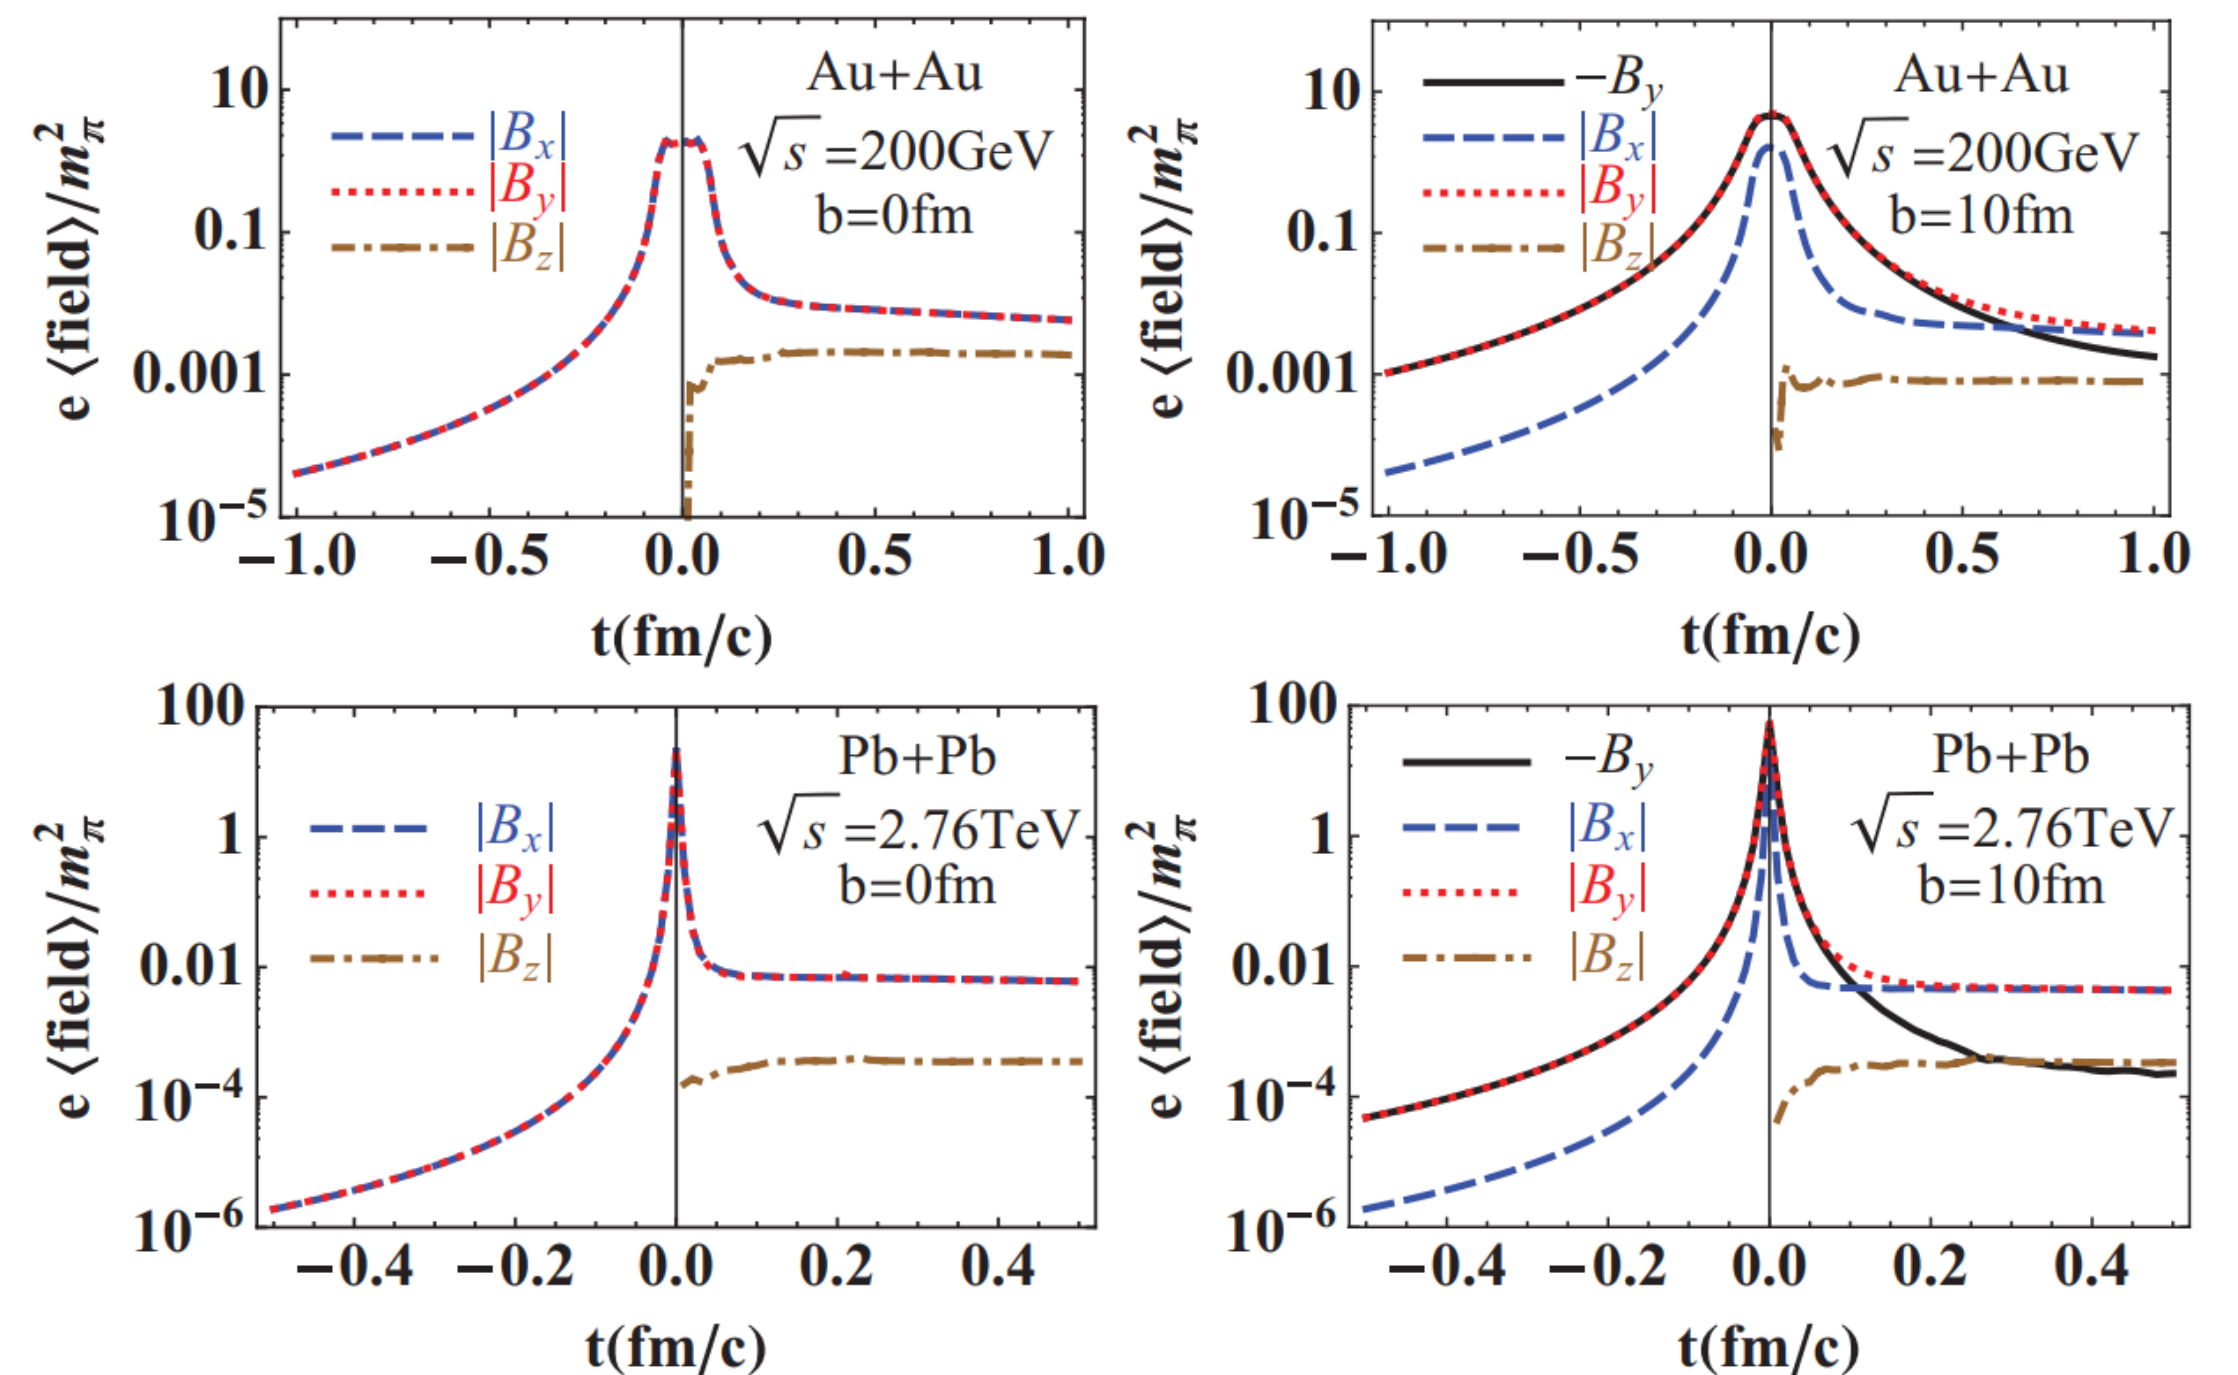 e ⟨field⟩/m_π^2
10
0.1
0.001
10^−5
|B_x|
|B_y|
|B_z|
Au+Au
√s =200GeV
b=0fm
−1.0 −0.5 0.0 0.5 1.0
t(fm/c)
e ⟨field⟩/m_π^2
10
0.1
0.001
10^−5
−B_y
|B_x|
|B_y|
|B_z|
Au+Au
√s =200GeV
b=10fm
−1.0 −0.5 0.0 0.5 1.0
t(fm/c)
e ⟨field⟩/m_π^2
100
1
0.01
10^−4
10^−6
|B_x|
|B_y|
|B_z|
Pb+Pb
√s =2.76TeV
b=0fm
−0.4 −0.2 0.0 0.2 0.4
t(fm/c)
e ⟨field⟩/m_π^2
100
1
0.01
10^−4
10^−6
−B_y
|B_x|
|B_y|
|B_z|
Pb+Pb
√s =2.76TeV
b=10fm
−0.4 −0.2 0.0 0.2 0.4
t(fm/c)